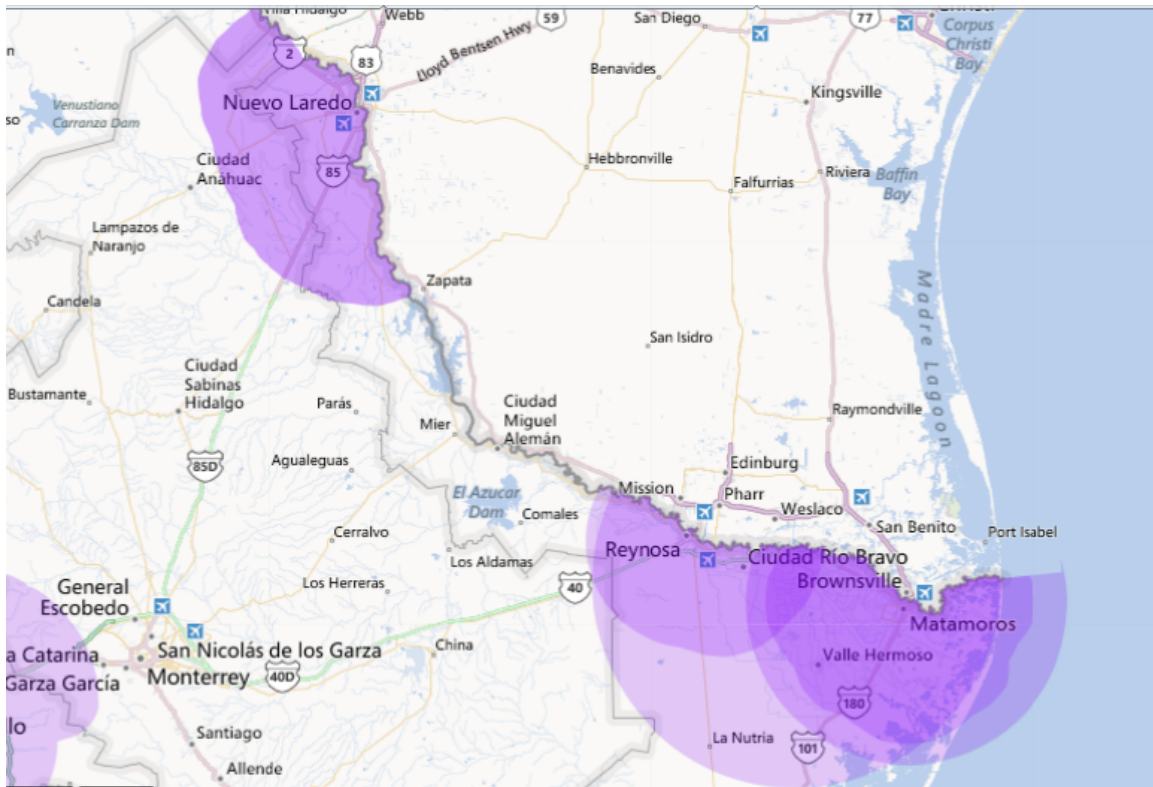 Villa Hidalgo
Webb
59
San Diego
77
Corpus
Christi
Bay
2
83
Lloyd Bentsen Hwy
Benavides
Kingsville
Nuevo Laredo
Venustiano
Carranza Dam
Ciudad
Anáhuac
85
Hebbronville
Falfurrias
Riviera
Baffin
Bay
Lampazos de
Naranjo
Zapata
Candela
Madre Lagoon
San Isidro
Ciudad
Sabinas
Hidalgo
Bustamante
Parás
Mier
Ciudad
Miguel
Alemán
Raymondville
85D
Agualeguas
Edinburg
El Azucar
Dam
Comales
Mission
Pharr
Weslaco
San Benito
Port Isabel
Cerralvo
Reynosa
Ciudad Río Bravo
Los Aldamas
Brownsville
General
Escobedo
Los Herreras
40
Matamoros
a Catarina
San Nicolás de los Garza
China
Valle Hermoso
Garza García
Monterrey
40D
180
llo
Santiago
La Nutria
101
Allende